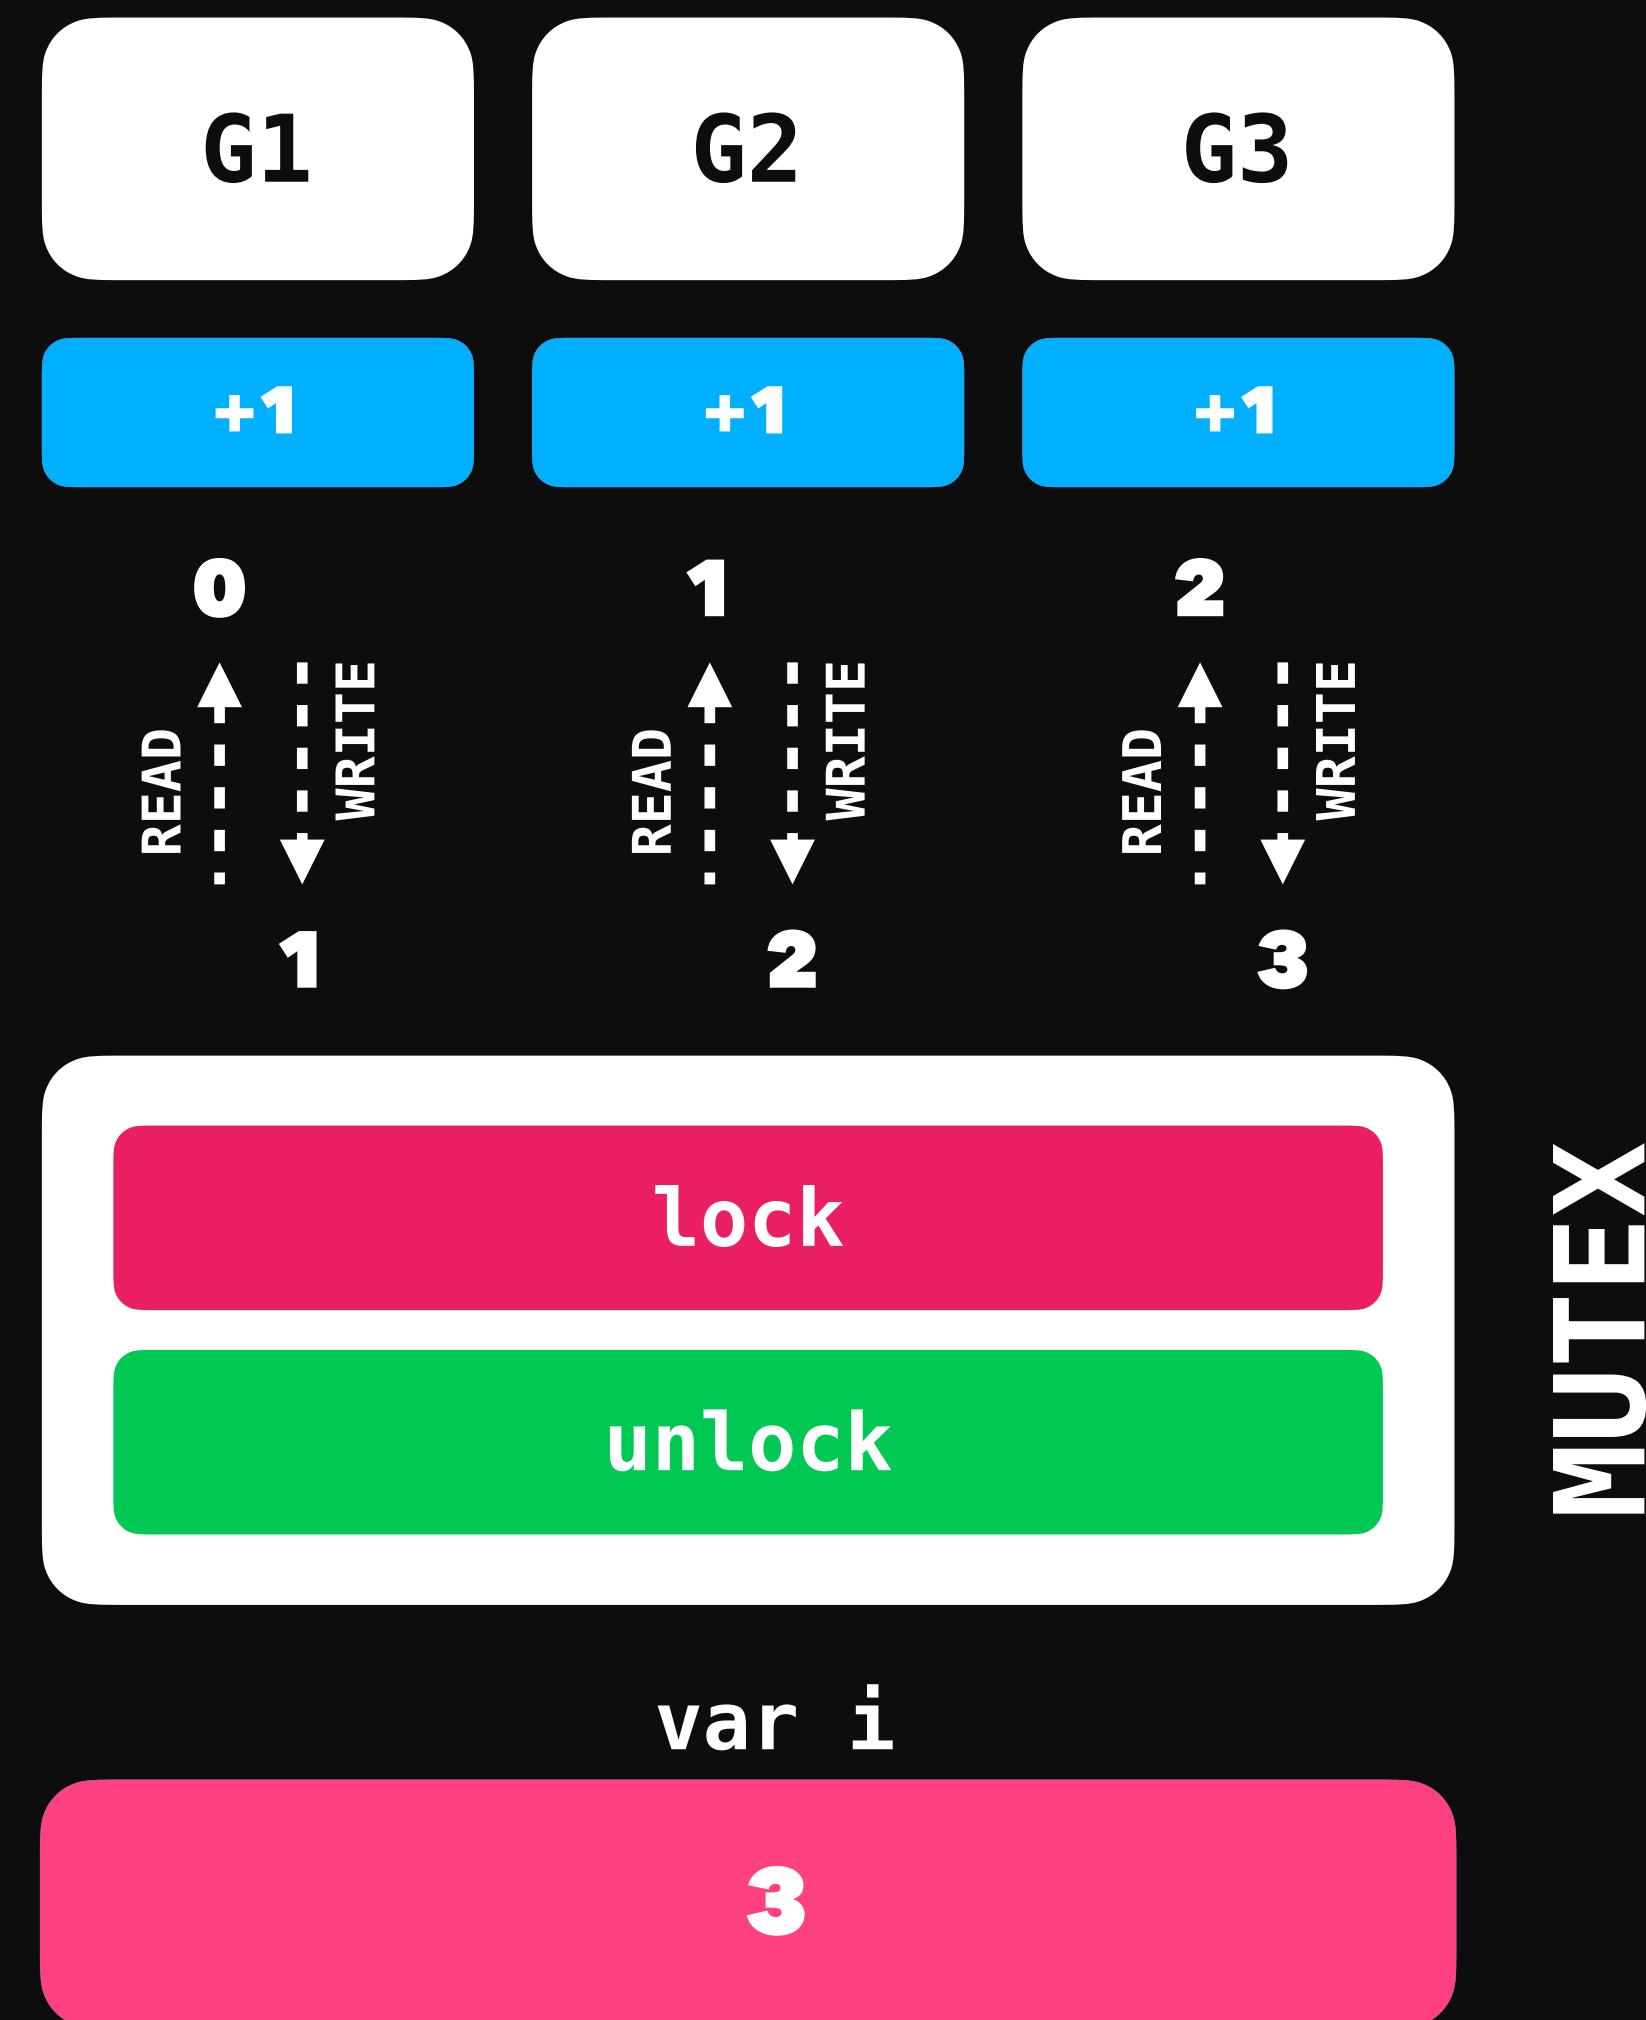 G1 G2 G3
+1 +1 +1
0 1 2
READ WRITE READ WRITE READ WRITE
1 2 3
lock
unlock
MUTEX
var i
3